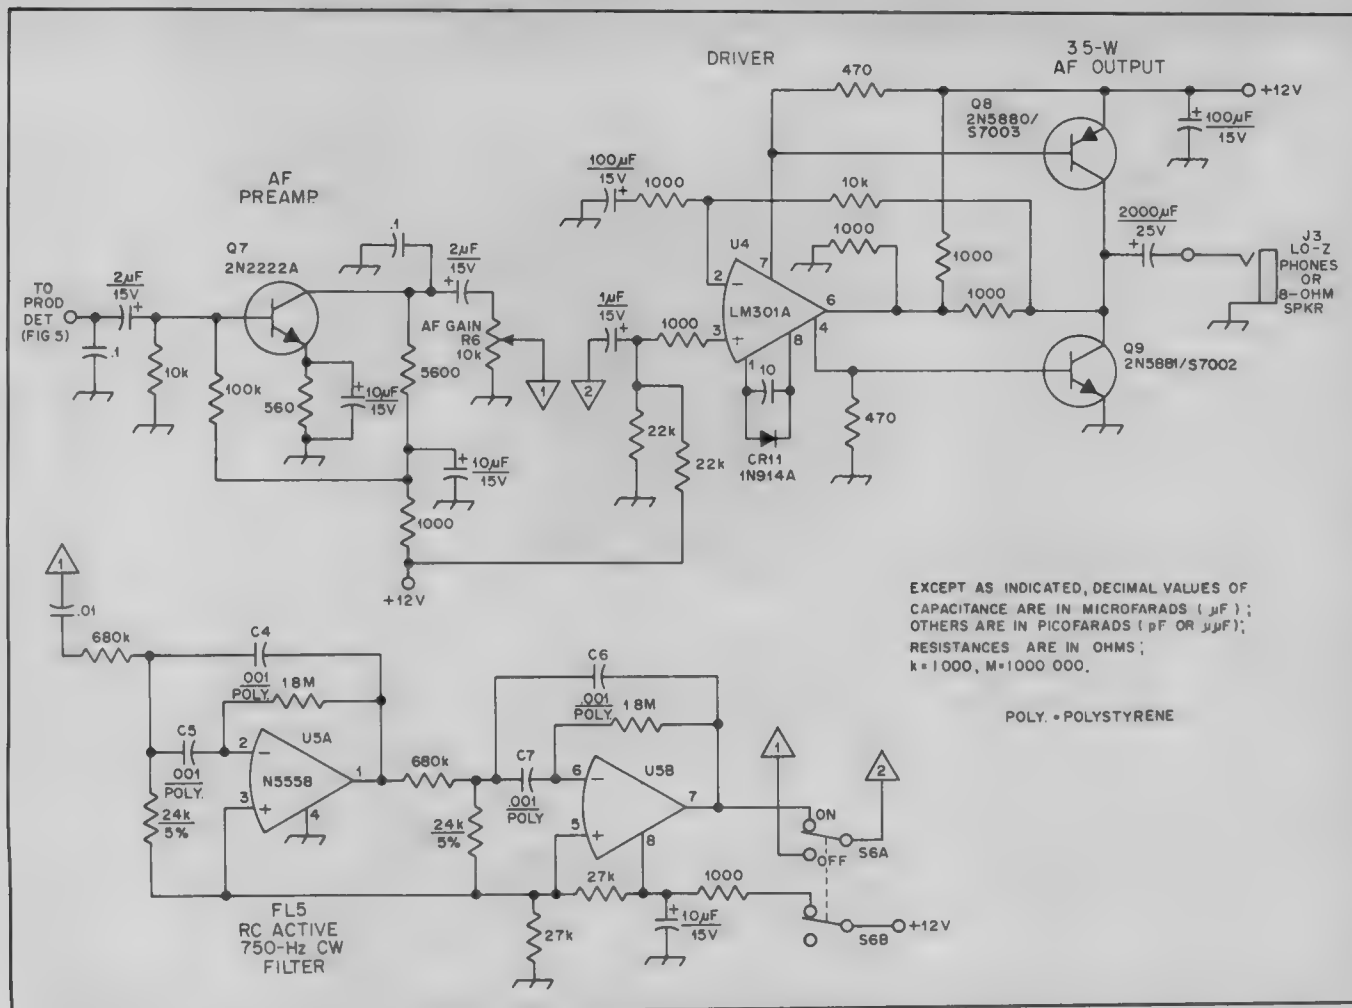 DRIVER
35-W
AF OUTPUT
470
+12V
Q8
2N5880/
S7003
100µF
15V
100µF
15V
1000
10k
AF
PREAMP
.1
1000
2000µF
25V
Q7
2N2222A
2µF
15V
U4
7
1000
J3
LO-Z
PHONES
OR
8-OHM
SPKR
TO
PROD
DET
(FIG 5)
2µF
15V
2
1µF
15V
LM301A
6
1000
AF GAIN
R6
10k
1000
3
4
8
Q9
2N5881/S7002
.1
1
10
10k
100k
5600
1
2
560
10µF
15V
470
22k
22k
CR11
1N914A
10µF
15V
1000
1
+12V
.01
EXCEPT AS INDICATED, DECIMAL VALUES OF
CAPACITANCE ARE IN MICROFARADS ( µF ) ;
OTHERS ARE IN PICOFARADS ( pF OR µµF);
RESISTANCES ARE IN OHMS ;
k=1000, M=1000 000.
680k
C4
C6
.001
POLY.
18M
.001
POLY.
18M
POLY. = POLYSTYRENE
C5
U5A
2
C7
U5B
1
2
680k
6
.001
POLY.
N5558
1
7
3
.001
POLY
ON
4
5
24k
5%
24k
5%
8
S6A
OFF
27k
1000
FL5
RC ACTIVE
750-Hz CW
FILTER
10µF
15V
27k
S6B
+12V